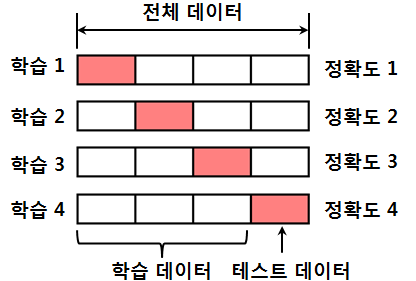 전체 데이터
학습 1 정확도 1
학습 2 정확도 2
학습 3 정확도 3
학습 4 정확도 4
학습 데이터 테스트 데이터